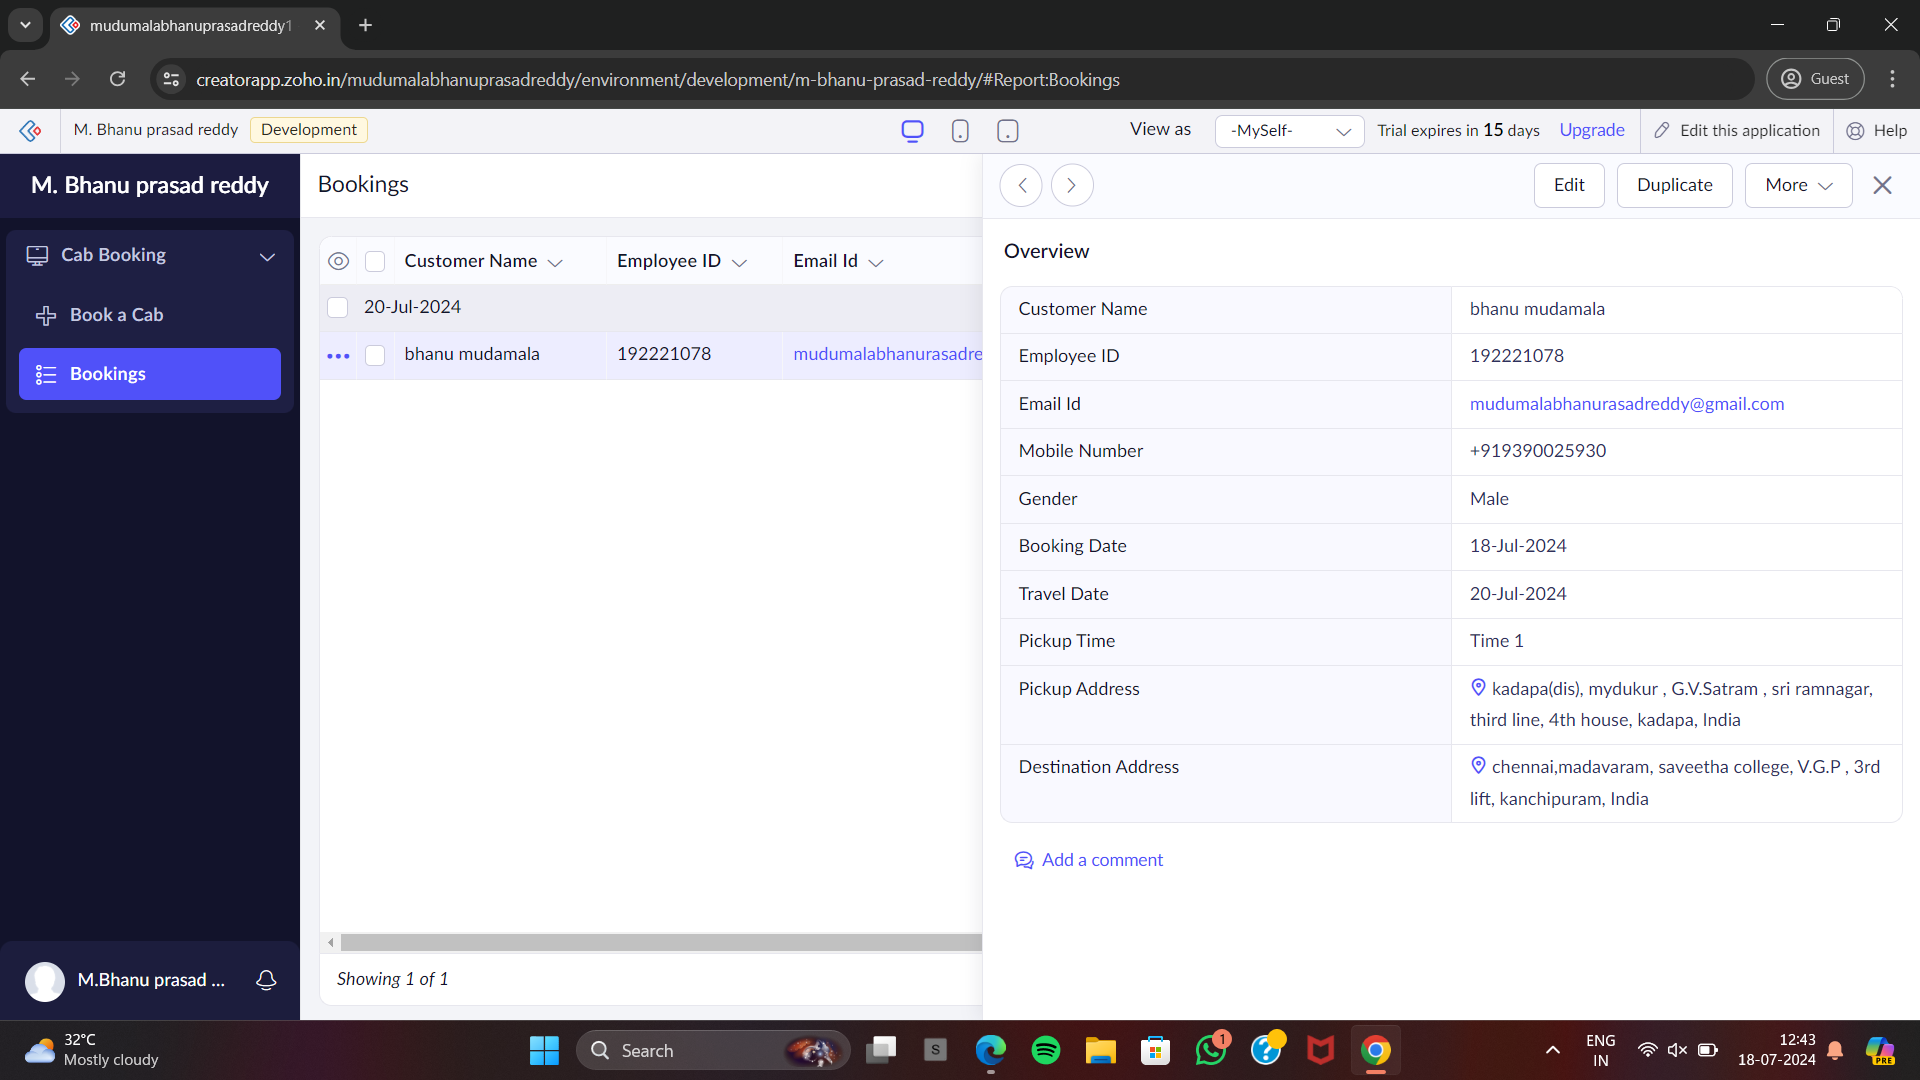 mudumalabhanuprasadreddy1
creatorapp.zoho.in/mudumalabhanuprasadreddy/environment/development/m-bhanu-prasad-reddy/#Report:Bookings
Guest
M. Bhanu prasad reddy
Development
View as
-MySelf-
Trial expires in 15 days
Upgrade
Edit this application
Help
M. Bhanu prasad reddy
Cab Booking
Book a Cab
Bookings
M.Bhanu prasad ...
Bookings
Customer Name
Employee ID
Email Id
20-Jul-2024
bhanu mudamala
192221078
mudumalabhanurasadre
Showing 1 of 1
Edit
Duplicate
More
Overview
Customer Name
bhanu mudamala
Employee ID
192221078
Email Id
mudumalabhanurasadreddy@gmail.com
Mobile Number
+919390025930
Gender
Male
Booking Date
18-Jul-2024
Travel Date
20-Jul-2024
Pickup Time
Time 1
Pickup Address
kadapa(dis), mydukur , G.V.Satram , sri ramnagar,
third line, 4th house, kadapa, India
Destination Address
chennai,madavaram, saveetha college, V.G.P , 3rd
lift, kanchipuram, India
Add a comment
32°C
Mostly cloudy
Search
S
1
ENG
IN
12:43
18-07-2024
PRE